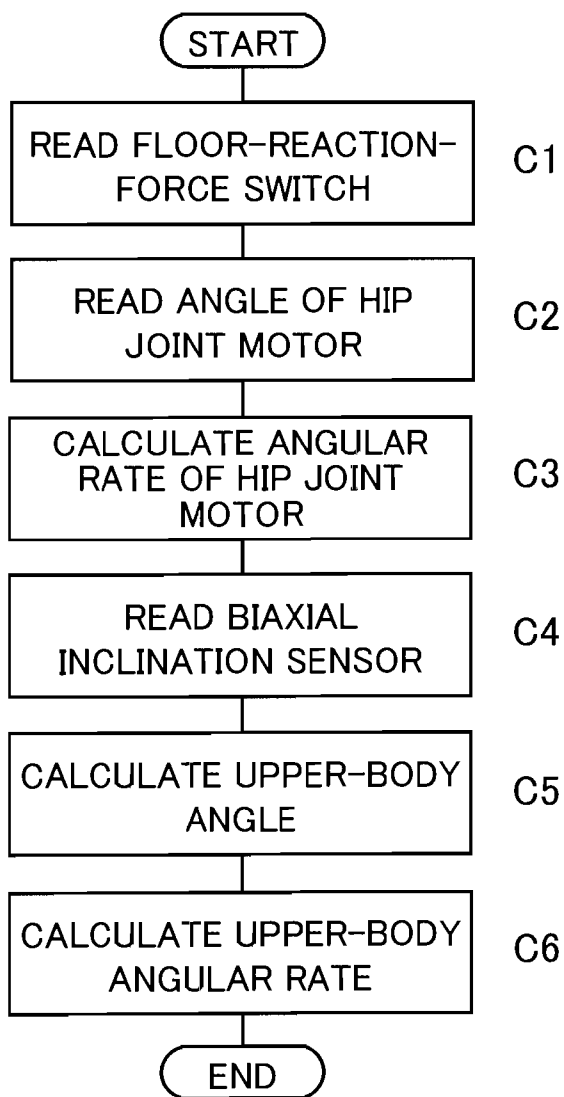 START
READ FLOOR-REACTION-
FORCE SWITCH
C1
READ ANGLE OF HIP
JOINT MOTOR
C2
CALCULATE ANGULAR
RATE OF HIP JOINT
MOTOR
C3
READ BIAXIAL
INCLINATION SENSOR
C4
CALCULATE UPPER-BODY
ANGLE
C5
CALCULATE UPPER-BODY
ANGULAR RATE
C6
END